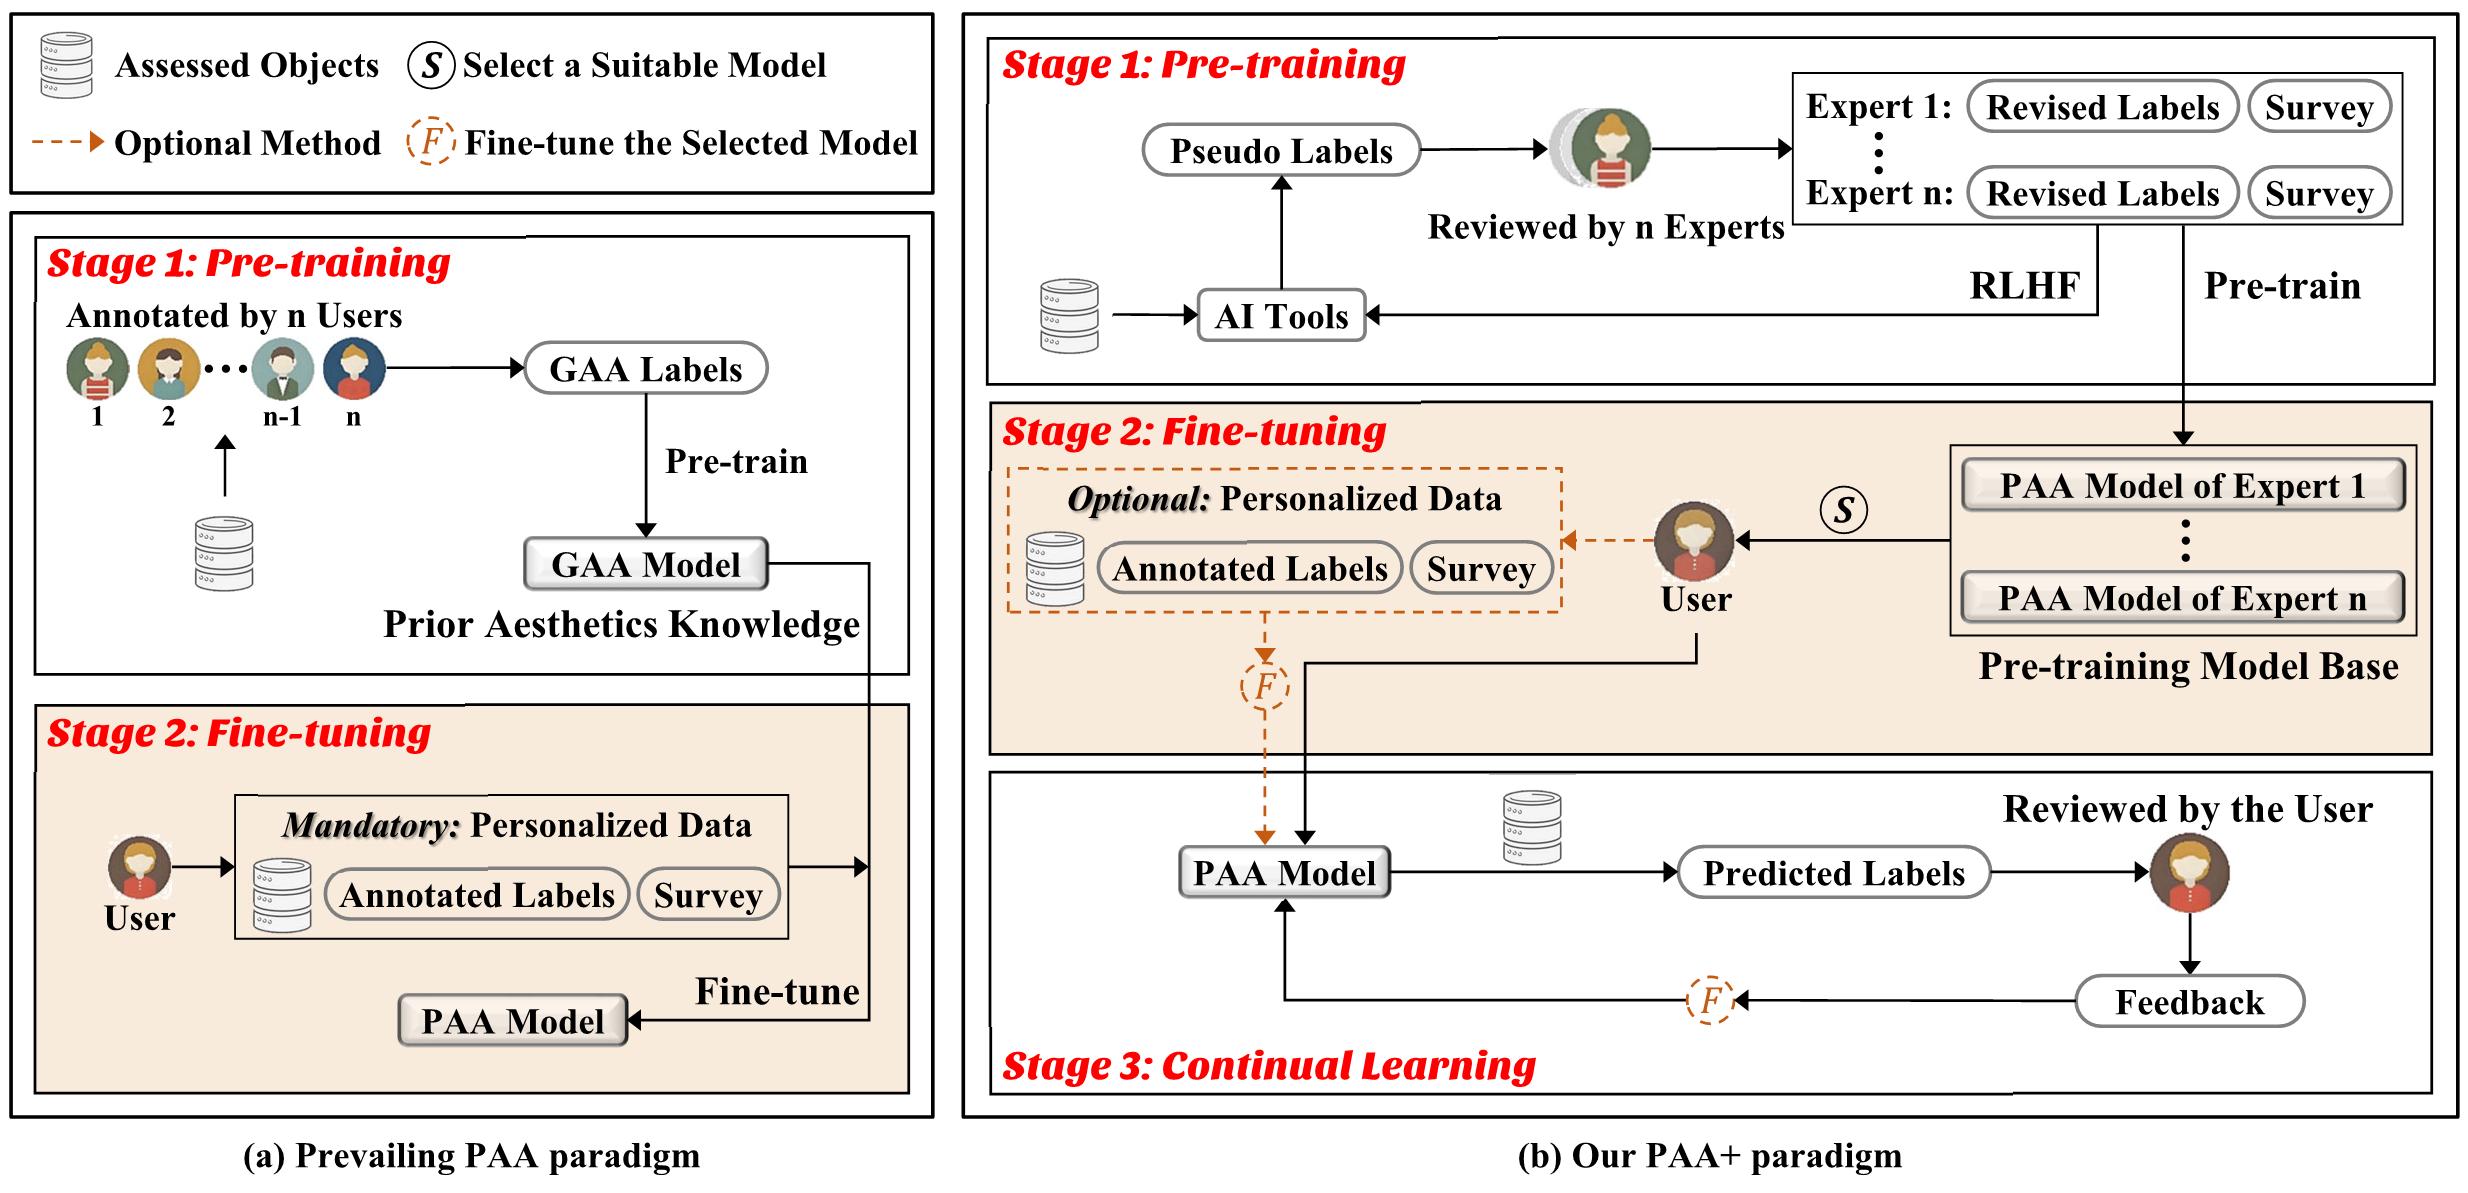 Assessed Objects
S Select a Suitable Model
Optional Method
F Fine-tune the Selected Model
Stage 1: Pre-training
Annotated by n Users
1 2 ... n-1 n
GAA Labels
Pre-train
GAA Model
Prior Aesthetics Knowledge
Stage 2: Fine-tuning
Mandatory: Personalized Data
Annotated Labels Survey
User
Fine-tune
PAA Model
(a) Prevailing PAA paradigm
Stage 1: Pre-training
Pseudo Labels
Reviewed by n Experts
Expert 1: Revised Labels Survey
Expert n: Revised Labels Survey
AI Tools
RLHF
Pre-train
Stage 2: Fine-tuning
Optional: Personalized Data
Annotated Labels Survey
User
S
PAA Model of Expert 1
PAA Model of Expert n
Pre-training Model Base
F
Reviewed by the User
PAA Model
Predicted Labels
F
Feedback
Stage 3: Continual Learning
(b) Our PAA+ paradigm